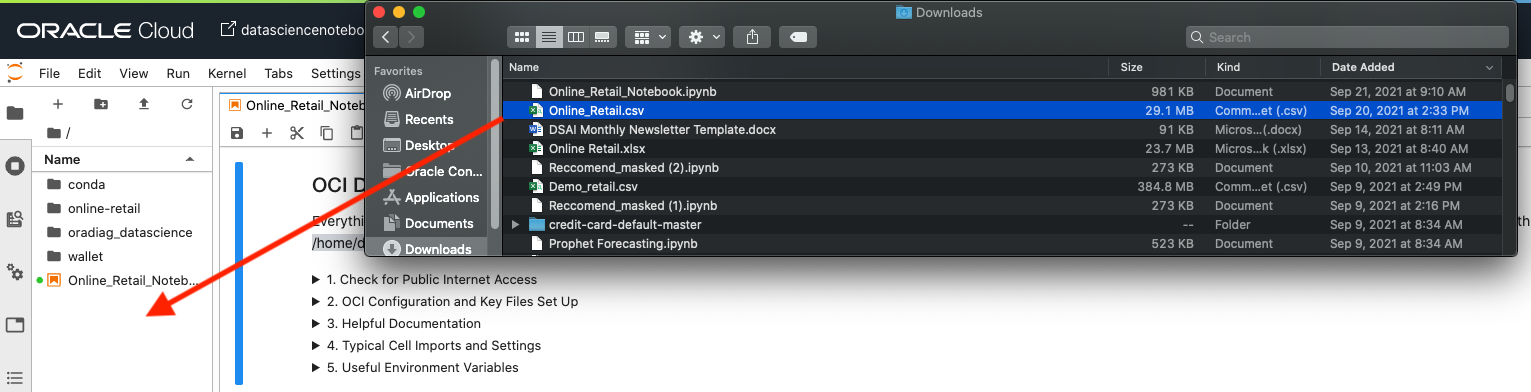 Downloads
ORACLE Cloud
datasciencenotebo
Search
File Edit View Run Kernel Tabs Settings
Favorites
AirDrop
Recents
Desktop
Oracle Con...
Applications
Documents
Downloads
Name Size Kind Date Added
Online_Retail_Notebook.ipynb 981 KB Document Sep 21, 2021 at 9:10 AM
Online_Retail.csv 29.1 MB Comm...et (.csv) Sep 20, 2021 at 2:33 PM
DSAI Monthly Newsletter Template.docx 91 KB Micros...(.docx) Sep 14, 2021 at 8:11 AM
Online Retail.xlsx 23.7 MB Micros...k (.xlsx) Sep 13, 2021 at 8:40 AM
Reccomend_masked (2).ipynb 273 KB Document Sep 10, 2021 at 11:03 AM
Demo_retail.csv 384.8 MB Comm...et (.csv) Sep 9, 2021 at 2:49 PM
Reccomend_masked (1).ipynb 273 KB Document Sep 9, 2021 at 2:16 PM
credit-card-default-master -- Folder Sep 9, 2021 at 8:34 AM
Prophet Forecasting.ipynb 523 KB Document Sep 9, 2021 at 8:34 AM
/
Name
conda
online-retail
oradiag_datascience
wallet
Online_Retail_Noteb...
Online_Retail_Noteb
OCI D
Everythi
/home/d
1. Check for Public Internet Access
2. OCI Configuration and Key Files Set Up
3. Helpful Documentation
4. Typical Cell Imports and Settings
5. Useful Environment Variables